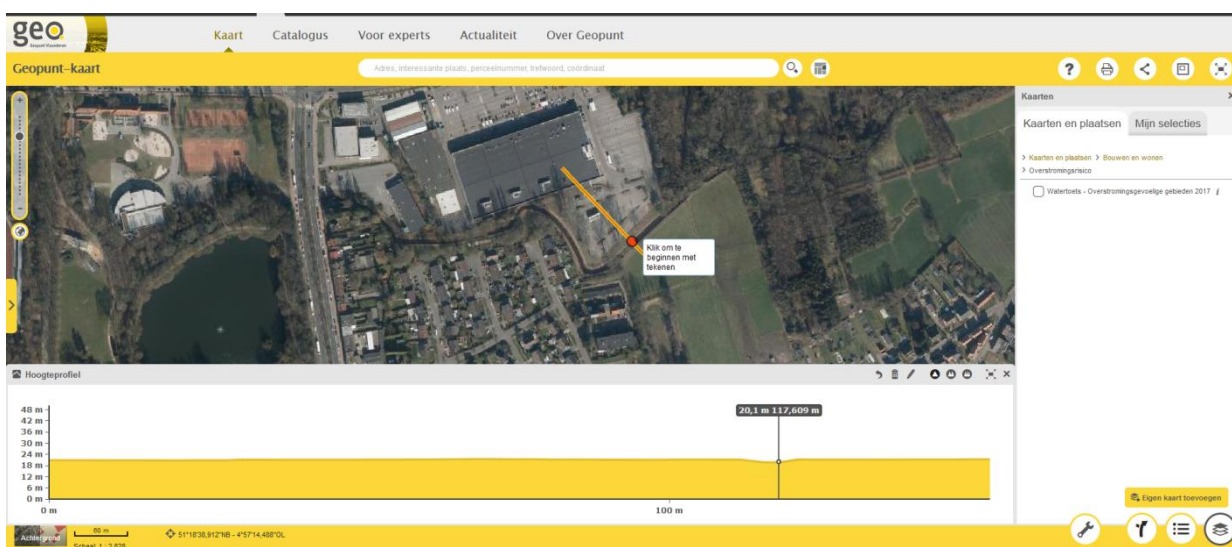 geo.
Geopunt Vlaanderen
Kaart
Catalogus
Voor experts
Actualiteit
Over Geopunt
Geopunt-kaart
Adres, interessante plaats, perceelnummer, trefwoord, coördinaat
?
Kaarten
Kaarten en plaatsen
Mijn selecties
> Kaarten en plaatsen > Bouwen en wonen
> Overstromingsrisico
Watertoets - Overstromingsgevoelige gebieden 2017 i
Klik om te
beginnen met
tekenen
Hoogteprofiel
20,1 m 117,609 m
48 m
42 m
36 m
30 m
24 m
18 m
12 m
6 m
0 m
0 m
100 m
Eigen kaart toevoegen
Achtergrond
60 m
51°18'38,912"NB - 4°57'14,488"OL